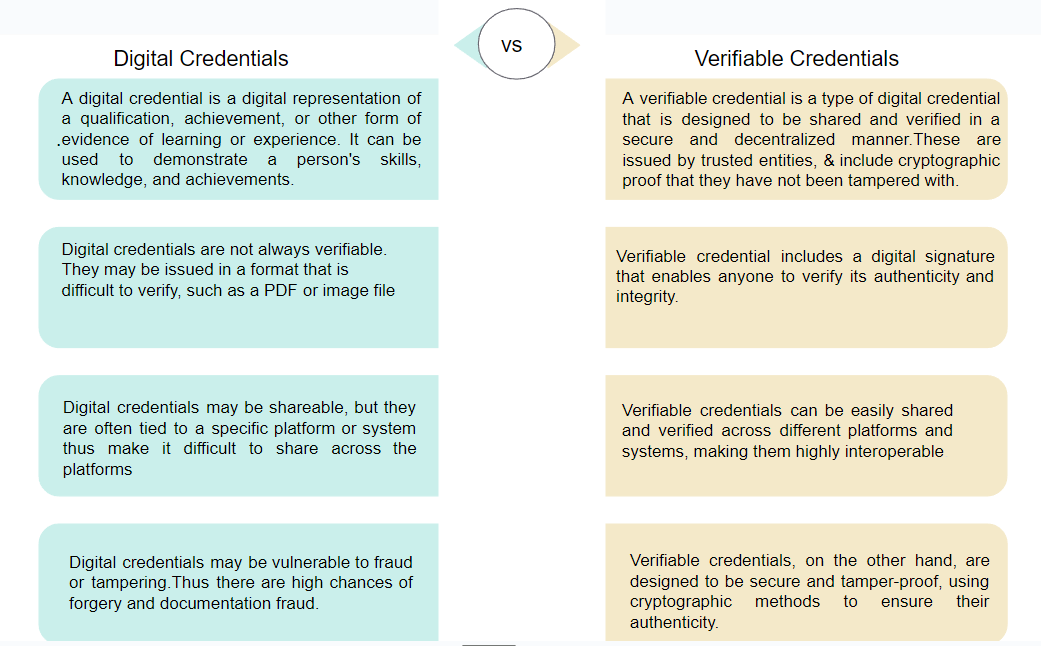 VS
Digital Credentials
Verifiable Credentials
A digital credential is a digital representation of
a qualification, achievement, or other form of
.evidence of learning or experience. It can be
used to demonstrate a person's skills,
knowledge, and achievements.
A verifiable credential is a type of digital credential
that is designed to be shared and verified in a
secure and decentralized manner.These are
issued by trusted entities, & include cryptographic
proof that they have not been tampered with.
Digital credentials are not always verifiable.
They may be issued in a format that is
difficult to verify, such as a PDF or image file
Verifiable credential includes a digital signature
that enables anyone to verify its authenticity and
integrity.
Digital credentials may be shareable, but they
are often tied to a specific platform or system
thus make it difficult to share across the
platforms
Verifiable credentials can be easily shared
and verified across different platforms and
systems, making them highly interoperable
Digital credentials may be vulnerable to fraud
or tampering.Thus there are high chances of
forgery and documentation fraud.
Verifiable credentials, on the other hand, are
designed to be secure and tamper-proof, using
cryptographic methods to ensure their
authenticity.